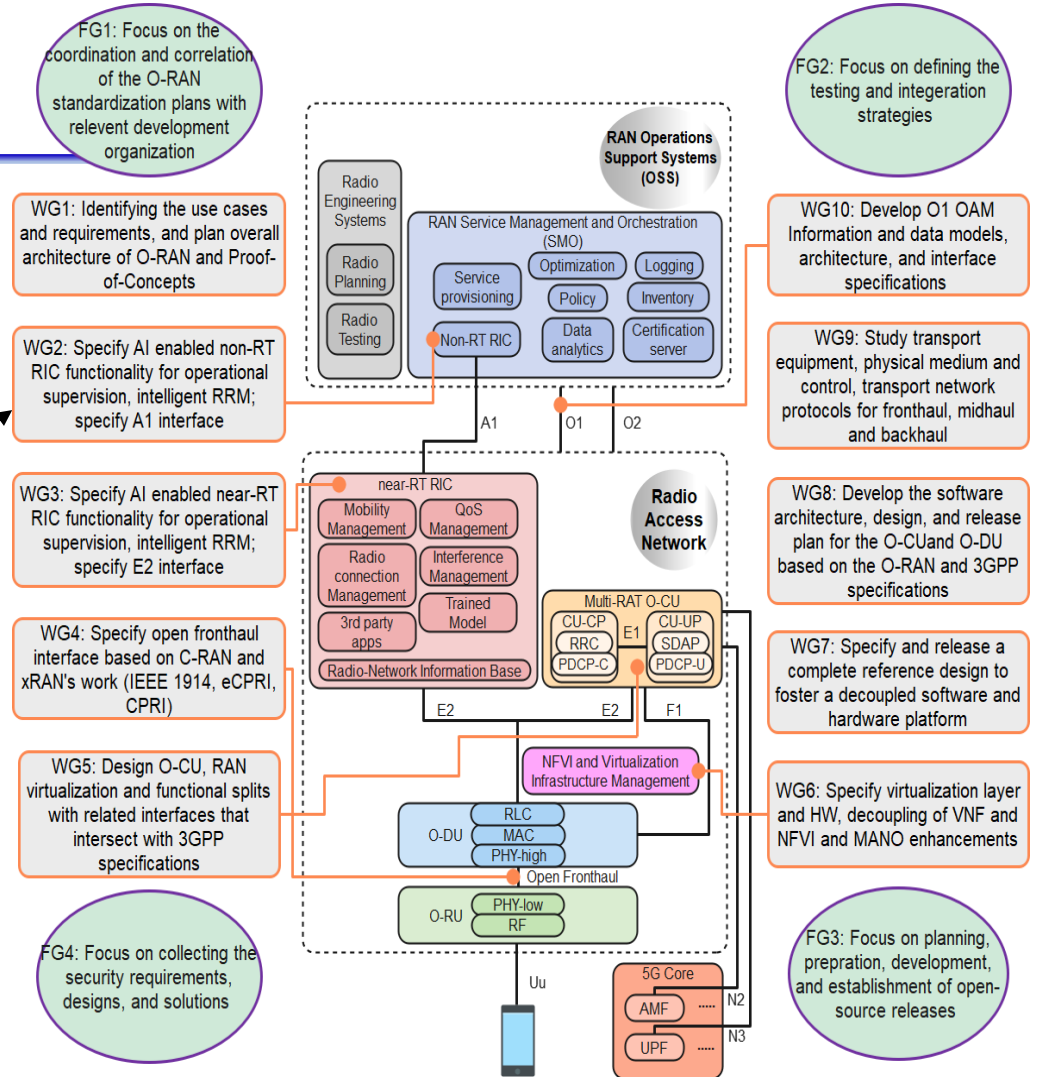 FG1: Focus on the
coordination and correlation
of the O-RAN
standardization plans with
relevent development
organization
FG2: Focus on defining the
testing and integeration
strategies
WG1: Identifying the use cases
and requirements, and plan overall
architecture of O-RAN and Proof-
of-Concepts
WG2: Specify AI enabled non-RT
RIC functionality for operational
supervision, intelligent RRM;
specify A1 interface
WG3: Specify AI enabled near-RT
RIC functionality for operational
supervision, intelligent RRM;
specify E2 interface
WG4: Specify open fronthaul
interface based on C-RAN and
xRAN's work (IEEE 1914, eCPRI,
CPRI)
WG5: Design O-CU, RAN
virtualization and functional splits
with related interfaces that
intersect with 3GPP
specifications
FG4: Focus on collecting the
security requirements,
designs, and solutions
RAN Operations
Support Systems
(OSS)
Radio
Engineering
Systems
Radio
Planning
Radio
Testing
RAN Service Management and Orchestration
(SMO)
Service
provisioning
Optimization
Logging
Policy
Inventory
Non-RT RIC
Data
analytics
Certification
server
A1
O1
O2
near-RT RIC
Mobility
Management
QoS
Management
Radio
connection
Management
Interference
Management
Trained
Model
3rd party
apps
Radio-Network Information Base
Radio
Access
Network
Multi-RAT O-CU
CU-CP
RRC
PDCP-C
E1
CU-UP
SDAP
PDCP-U
E2
E2
F1
NFVI and Virtualization
Infrastructure Management
O-DU
RLC
MAC
PHY-high
Open Fronthaul
O-RU
PHY-low
RF
Uu
5G Core
AMF
.....
N2
UPF
.....
N3
WG10: Develop O1 OAM
Information and data models,
architecture, and interface
specifications
WG9: Study transport
equipment, physical medium and
control, transport network
protocols for fronthaul, midhaul
and backhaul
WG8: Develop the software
architecture, design, and release
plan for the O-CUand O-DU
based on the O-RAN and 3GPP
specifications
WG7: Specify and release a
complete reference design to
foster a decoupled software and
hardware platform
WG6: Specify virtualization layer
and HW, decoupling of VNF and
NFVI and MANO enhancements
FG3: Focus on planning,
prepration, development,
and establishment of open-
source releases